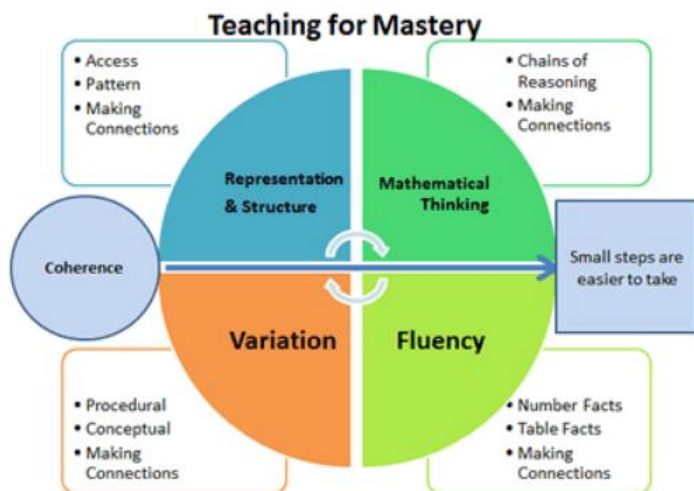 Teaching for Mastery
• Access
• Pattern
• Making
Connections
• Chains of
Reasoning
• Making
Connections
Representation
& Structure
Mathematical
Thinking
Coherence
Small steps are
easier to take
Variation
Fluency
• Procedural
• Conceptual
• Making
Connections
• Number Facts
• Table Facts
• Making
Connections